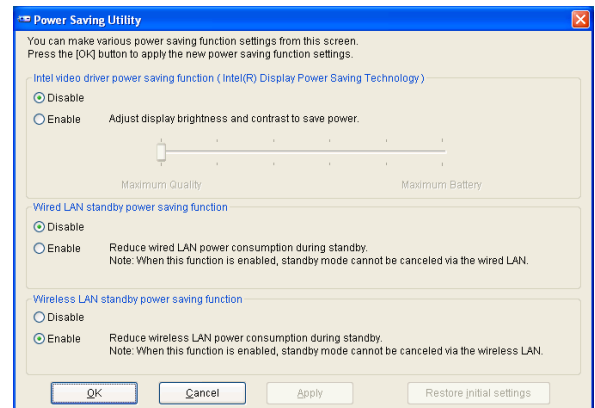 Power Saving Utility
You can make various power saving function settings from this screen.
Press the [OK] button to apply the new power saving function settings.
Intel video driver power saving function ( Intel(R) Display Power Saving Technology )
Disable
Enable Adjust display brightness and contrast to save power.
Maximum Quality Maximum Battery
Wired LAN standby power saving function
Disable
Enable Reduce wired LAN power consumption during standby.
Note: When this function is enabled, standby mode cannot be canceled via the wired LAN.
Wireless LAN standby power saving function
Disable
Enable Reduce wireless LAN power consumption during standby.
Note: When this function is enabled, standby mode cannot be canceled via the wireless LAN.
OK Cancel Apply Restore initial settings